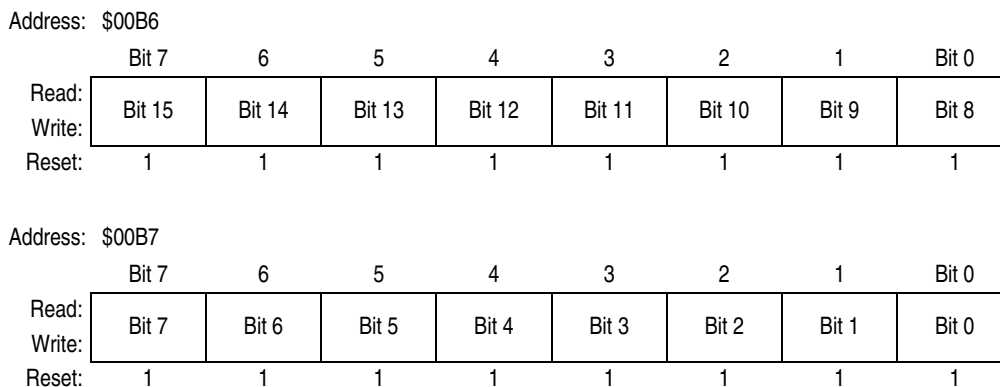 Address: $00B6
Bit 7 6 5 4 3 2 1 Bit 0
Read:
Bit 15 Bit 14 Bit 13 Bit 12 Bit 11 Bit 10 Bit 9 Bit 8
Write:
Reset: 1 1 1 1 1 1 1 1
Address: $00B7
Bit 7 6 5 4 3 2 1 Bit 0
Read:
Bit 7 Bit 6 Bit 5 Bit 4 Bit 3 Bit 2 Bit 1 Bit 0
Write:
Reset: 1 1 1 1 1 1 1 1